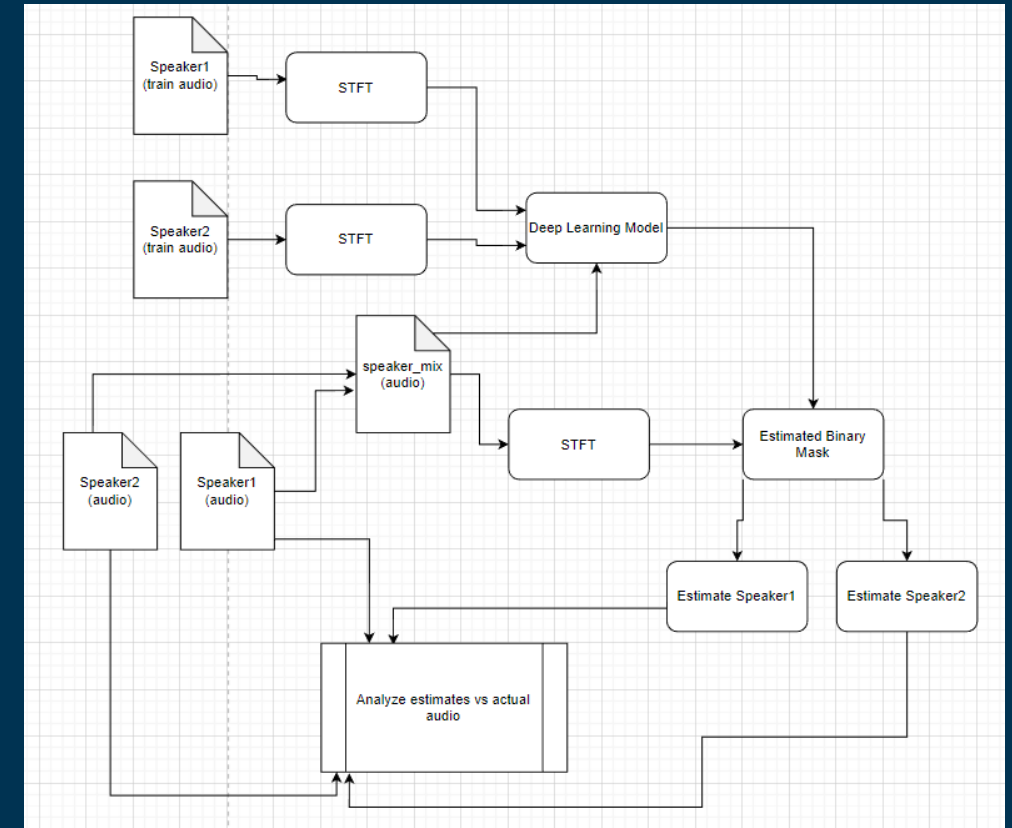 Speaker1
(train audio)
STFT
Speaker2
(train audio)
STFT
Deep Learning Model
speaker_mix
(audio)
STFT
Estimated Binary
Mask
Speaker2
(audio)
Speaker1
(audio)
Estimate Speaker1
Estimate Speaker2
Analyze estimates vs actual
audio